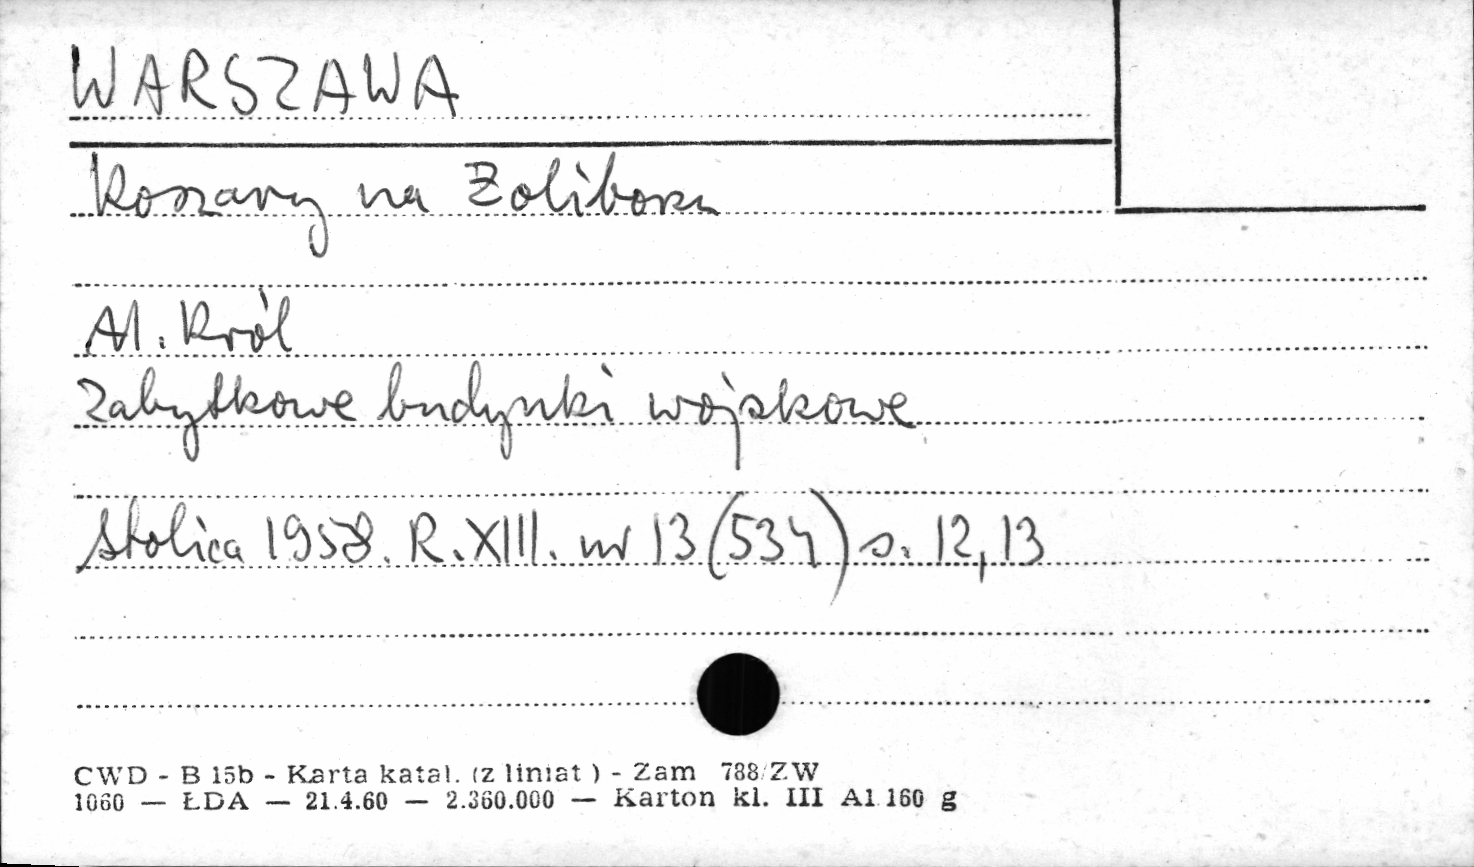 WARSZAWA
Koszary na Żoliborzu
Al. Król
Zabytkowe budynki wojskowe
Stolica 1958. R. XIII. nr 13 (534) s. 12, 13
CWD - B 15b - Karta katal. (z liniat) - Zam 788/ZW
1060 — ŁDA — 21.4.60 — 2.360.000 — Karton kl. III A1 160 g